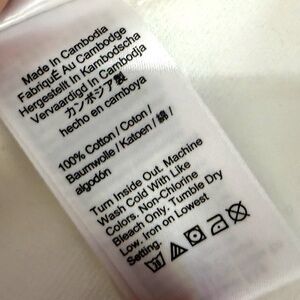 Made In Cambodia
Fabriqué Au Cambodge
Hergestellt In Kambodscha
Vervaardigd In Cambodja
カンボジア製
hecho en camboya
100% Cotton / Coton /
Baumwolle / Katoen / 綿 /
algodón
Turn Inside Out. Machine
Wash Cold With Like
Colors. Non-Chlorine
Bleach Only. Tumble Dry
Low. Iron on Lowest
Setting.